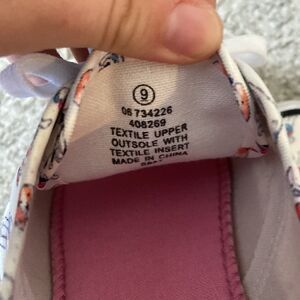 9
06 734226
408269
TEXTILE UPPER
OUTSOLE WITH
TEXTILE INSERT
MADE IN CHINA